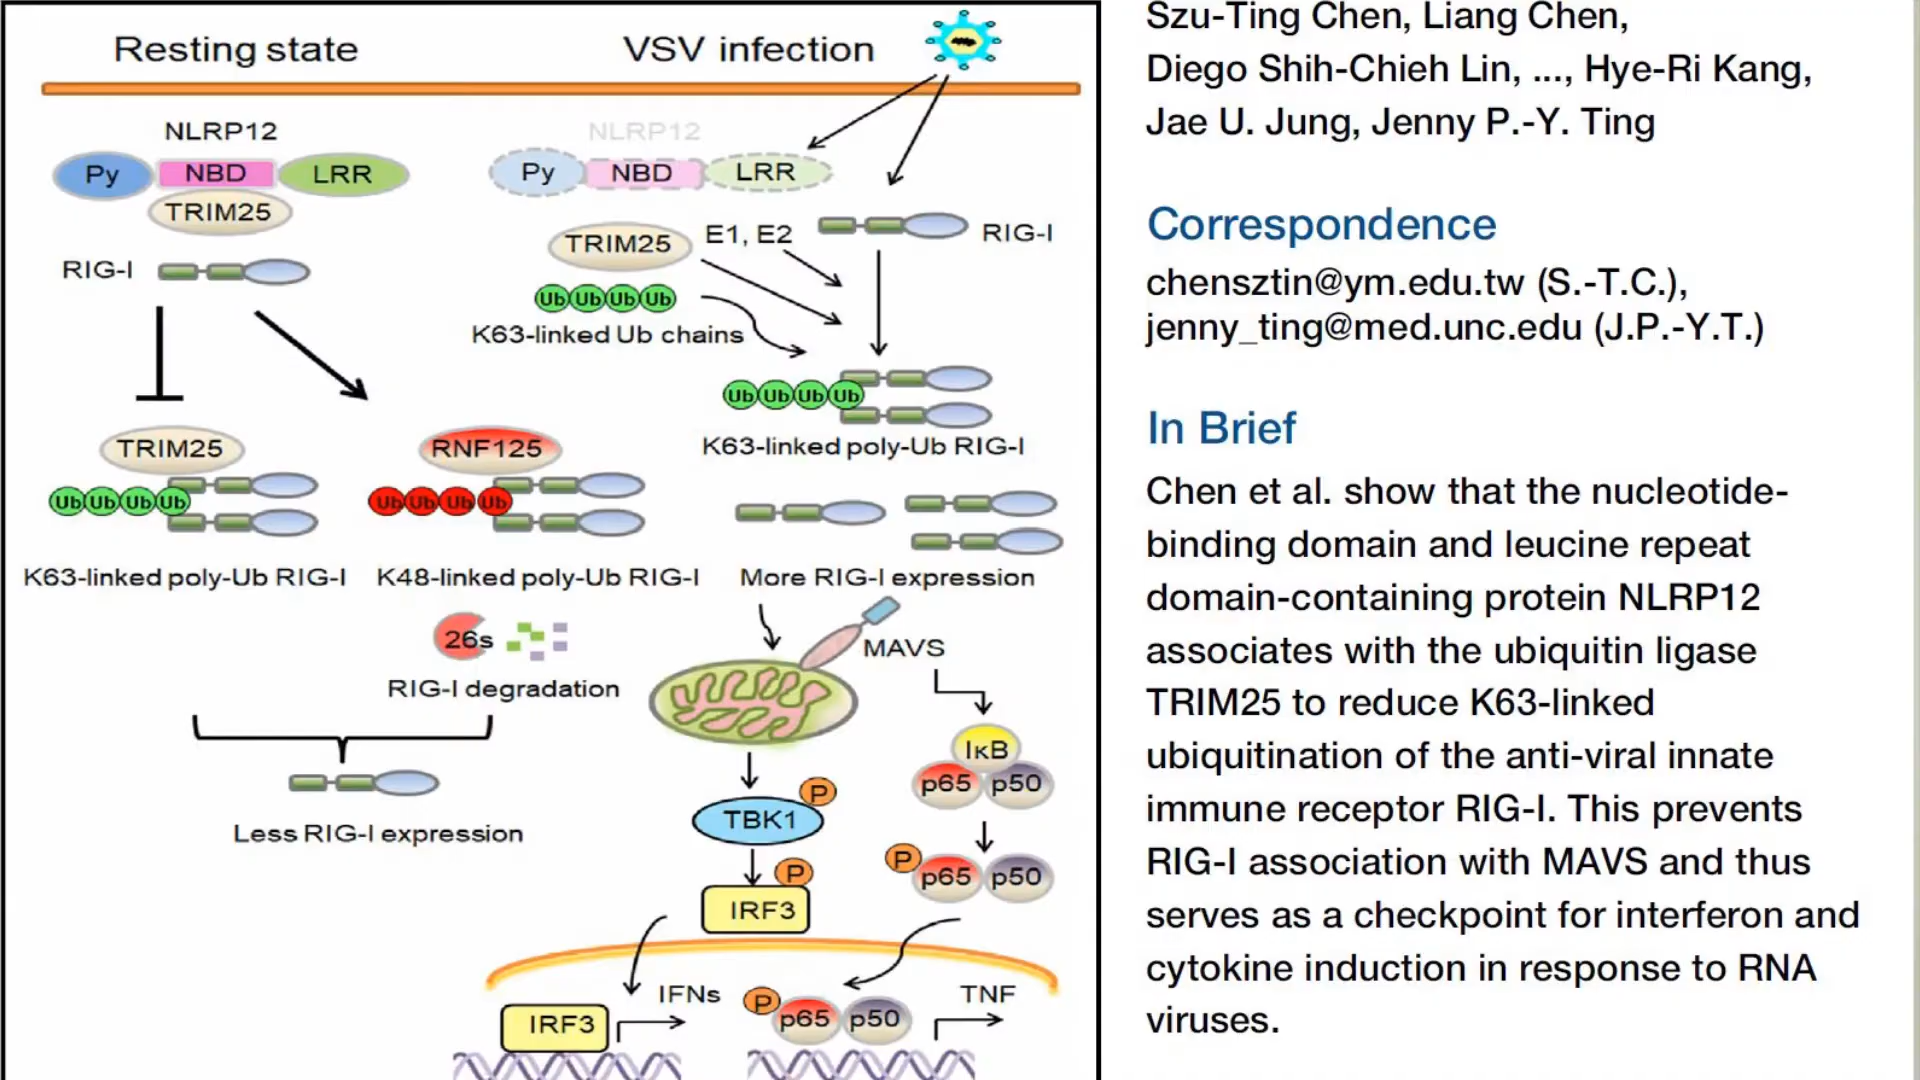 Resting state
VSV infection
NLRP12
Py
NBD
LRR
TRIM25
RIG-I
TRIM25
Ub Ub Ub Ub
K63-linked poly-Ub RIG-I
RNF125
Ub Ub Ub Ub
K48-linked poly-Ub RIG-I
26s
RIG-I degradation
Less RIG-I expression
NLRP12
Py
NBD
LRR
TRIM25
E1, E2
RIG-I
Ub Ub Ub Ub
K63-linked Ub chains
Ub Ub Ub Ub
K63-linked poly-Ub RIG-I
More RIG-I expression
MAVS
IκB
p65
p50
P
TBK1
P
p65
p50
P
IRF3
IFNs
IRF3
P
p65
p50
TNF
Szu-Ting Chen, Liang Chen,
Diego Shih-Chieh Lin, ..., Hye-Ri Kang,
Jae U. Jung, Jenny P.-Y. Ting
Correspondence
chensztin@ym.edu.tw (S.-T.C.),
jenny_ting@med.unc.edu (J.P.-Y.T.)
In Brief
Chen et al. show that the nucleotide-
binding domain and leucine repeat
domain-containing protein NLRP12
associates with the ubiquitin ligase
TRIM25 to reduce K63-linked
ubiquitination of the anti-viral innate
immune receptor RIG-I. This prevents
RIG-I association with MAVS and thus
serves as a checkpoint for interferon and
cytokine induction in response to RNA
viruses.